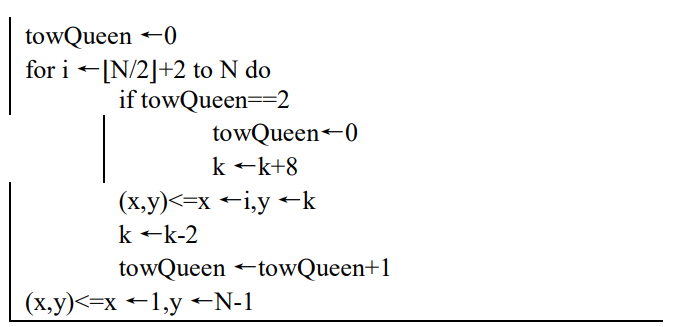 towQueen ←0
for i ←⌊N/2⌋+2 to N do
if towQueen==2
towQueen←0
k ←k+8
(x,y)<=x ←i,y ←k
k ←k-2
towQueen ←towQueen+1
(x,y)<=x ←1,y ←N-1